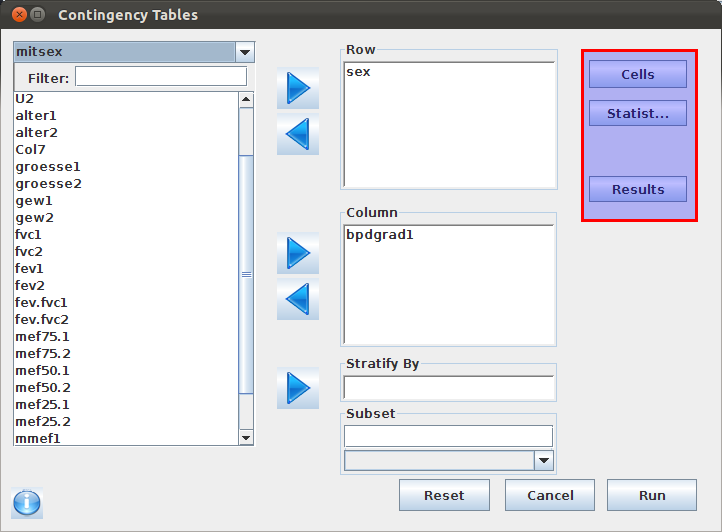 Contingency Tables
mitsex
Filter:
U2
alter1
alter2
Col7
groesse1
groesse2
gew1
gew2
fvc1
fvc2
fev1
fev2
fev.fvc1
fev.fvc2
mef75.1
mef75.2
mef50.1
mef50.2
mef25.1
mef25.2
mmef1
Row
sex
Column
bpdgrad1
Stratify By
Subset
Cells
Statist...
Results
Reset
Cancel
Run